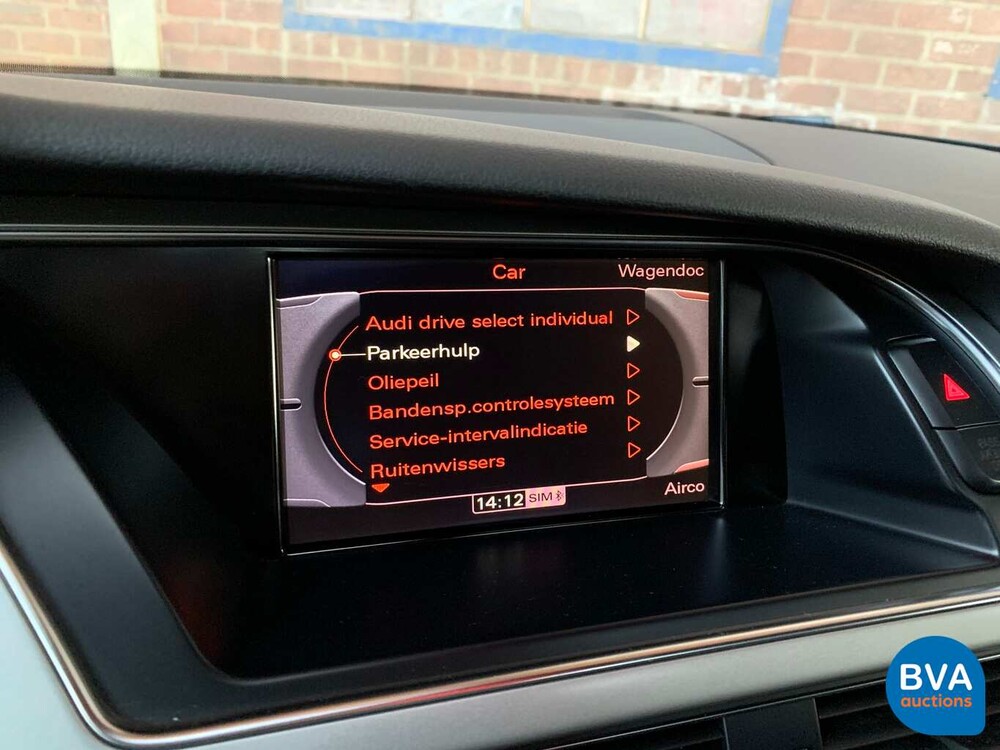 Car
Wagendoc
Audi drive select individual
Parkeerhulp
Oliepeil
Bandensp.controlesysteem
Service-intervalindicatie
Ruitenwissers
14:12 SIM
Airco
BVA
auctions